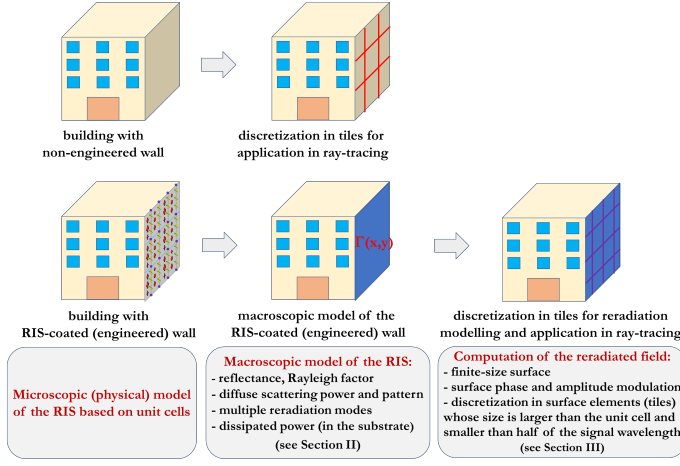 building with
non-engineered wall
discretization in tiles for
application in ray-tracing
Γ(x,y)
building with
RIS-coated (engineered) wall
macroscopic model of the
RIS-coated (engineered) wall
discretization in tiles for reradiation
modelling and application in ray-tracing
Microscopic (physical) model
of the RIS based on unit cells
Macroscopic model of the RIS:
- reflectance, Rayleigh factor
- diffuse scattering power and pattern
- multiple reradiation modes
- dissipated power (in the substrate)
(see Section II)
Computation of the reradiated field:
- finite-size surface
- surface phase and amplitude modulation
- discretization in surface elements (tiles)
whose size is larger than the unit cell and
smaller than half of the signal wavelength
(see Section III)